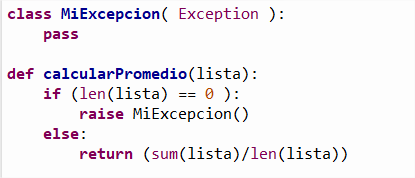 class MiExcepcion( Exception ):
    pass

def calcularPromedio(lista):
    if (len(lista) == 0 ):
        raise MiExcepcion()
    else:
        return (sum(lista)/len(lista))